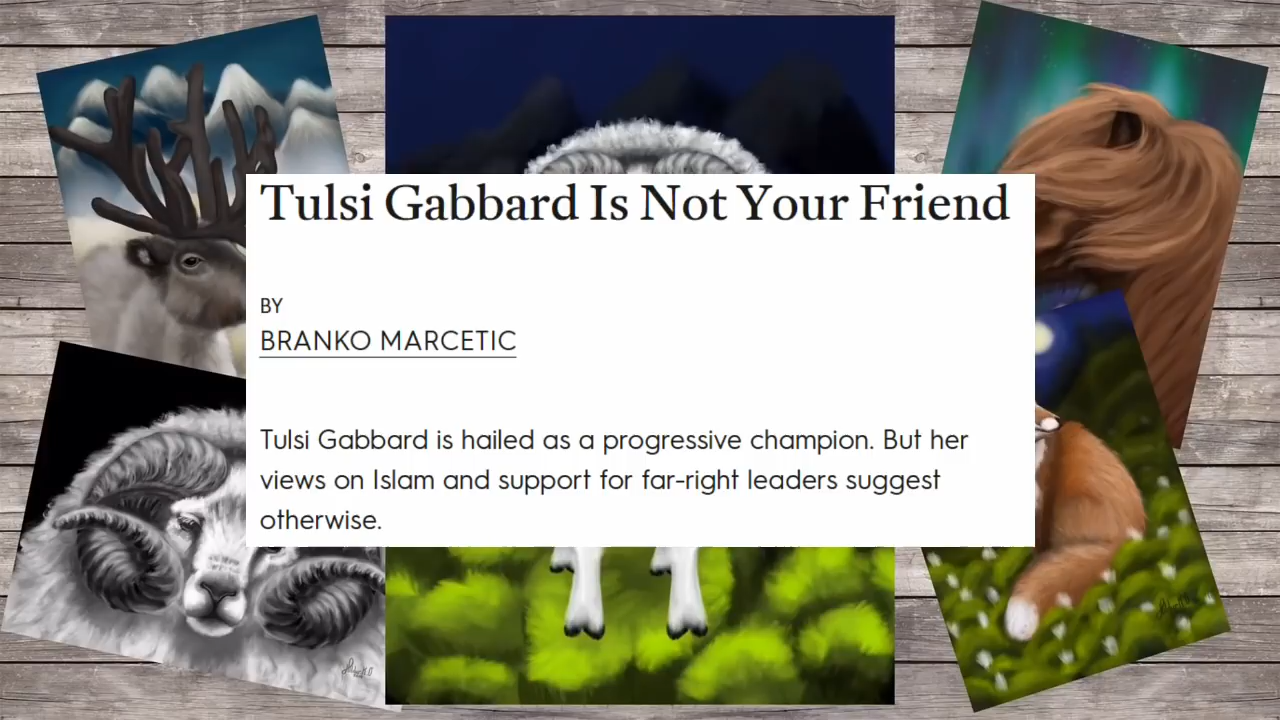 Tulsi Gabbard Is Not Your Friend
BY
BRANKO MARCETIC
Tulsi Gabbard is hailed as a progressive champion. But her
views on Islam and support for far-right leaders suggest
otherwise.